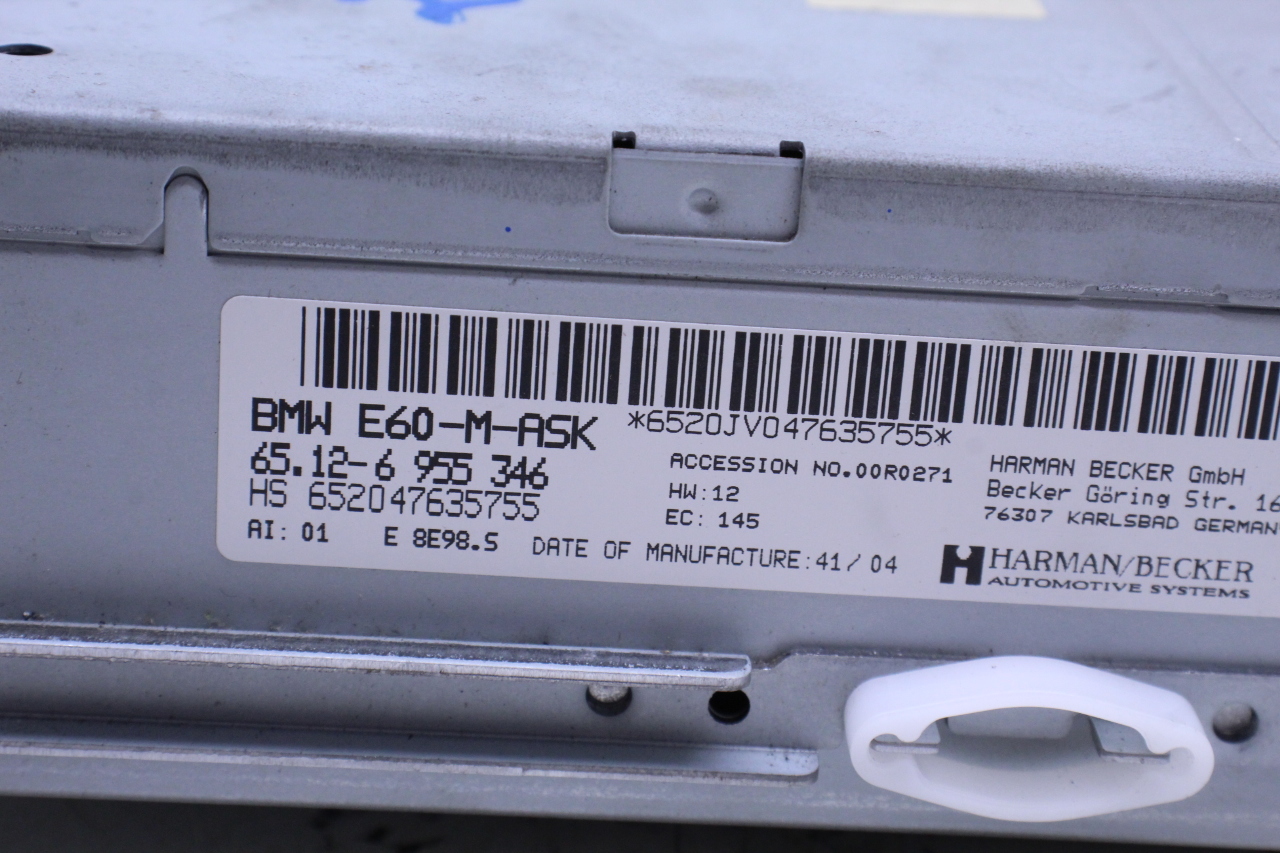 *6520JV047635755*
BMW E60-M-ASK
65.12-6 955 346
HS 652047635755
AI: 01 E 8E98.S
ACCESSION NO.00R0271
HW:12
EC: 145
DATE OF MANUFACTURE:41/04
HARMAN BECKER GmbH
Becker Göring Str. 16
76307 KARLSBAD GERMAN
HARMAN/BECKER
AUTOMOTIVE SYSTEMS